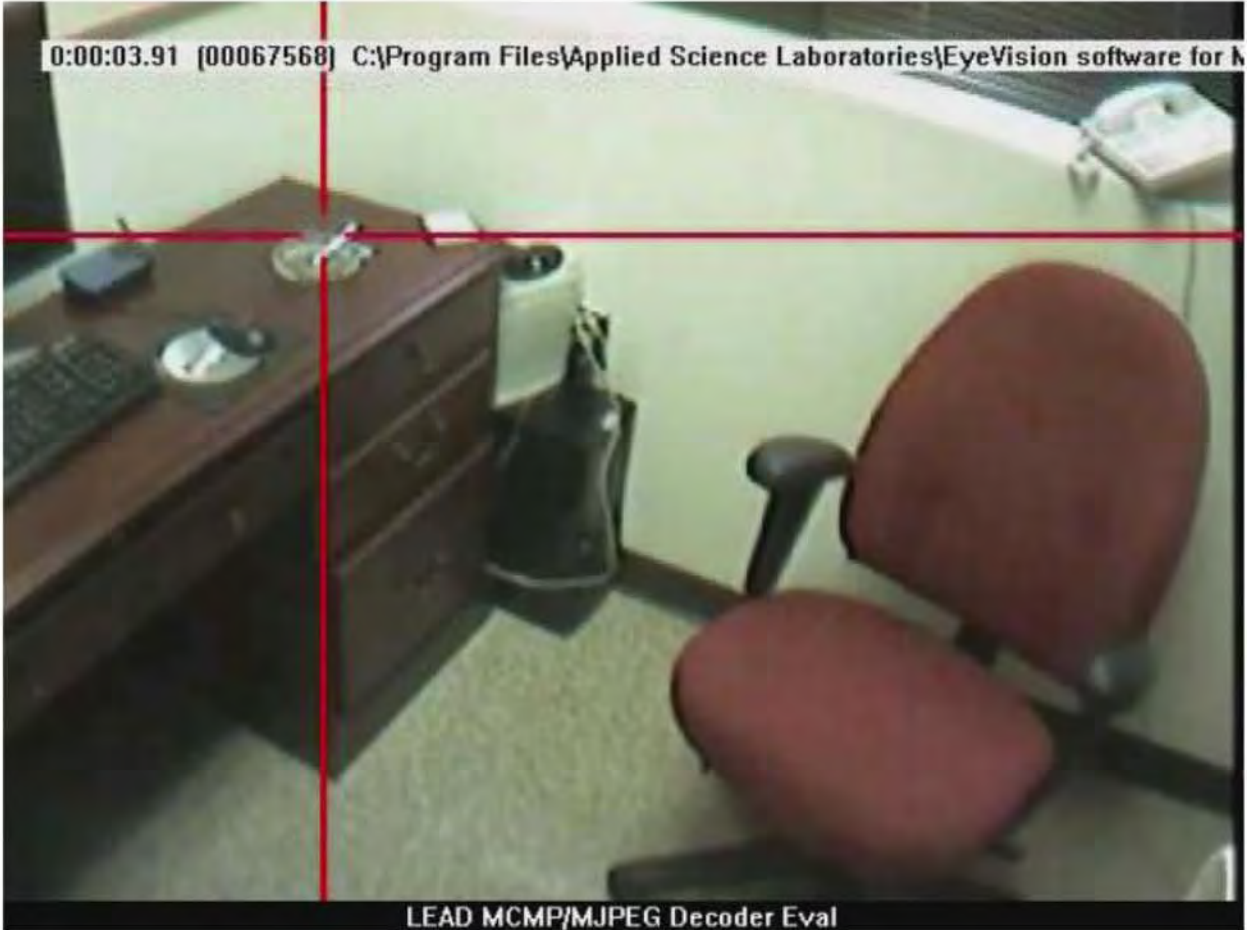 0:00:03.91 (00067568) C:\Program Files\Applied Science Laboratories\EyeVision software for M
LEAD MCMP/MJPEG Decoder Eval